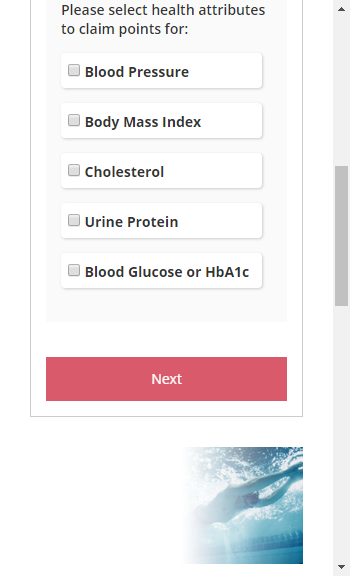 Please select health attributes
to claim points for:
Blood Pressure
Body Mass Index
Cholesterol
Urine Protein
Blood Glucose or HbA1c
Next